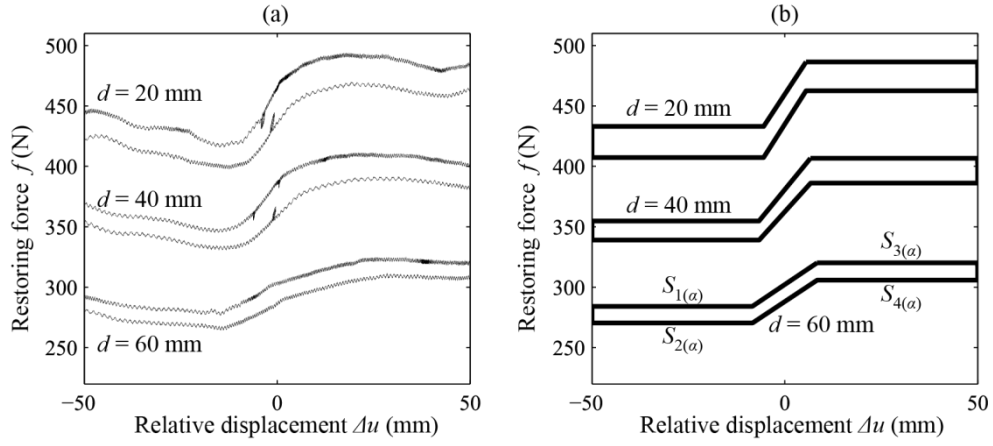 (a)
500
450
400
350
300
250
Restoring force f (N)
d = 20 mm
d = 40 mm
d = 60 mm
−50
0
50
Relative displacement Δu (mm)
(b)
500
450
400
350
300
250
Restoring force f (N)
d = 20 mm
d = 40 mm
S3(α)
S1(α)
S4(α)
S2(α)
d = 60 mm
−50
0
50
Relative displacement Δu (mm)